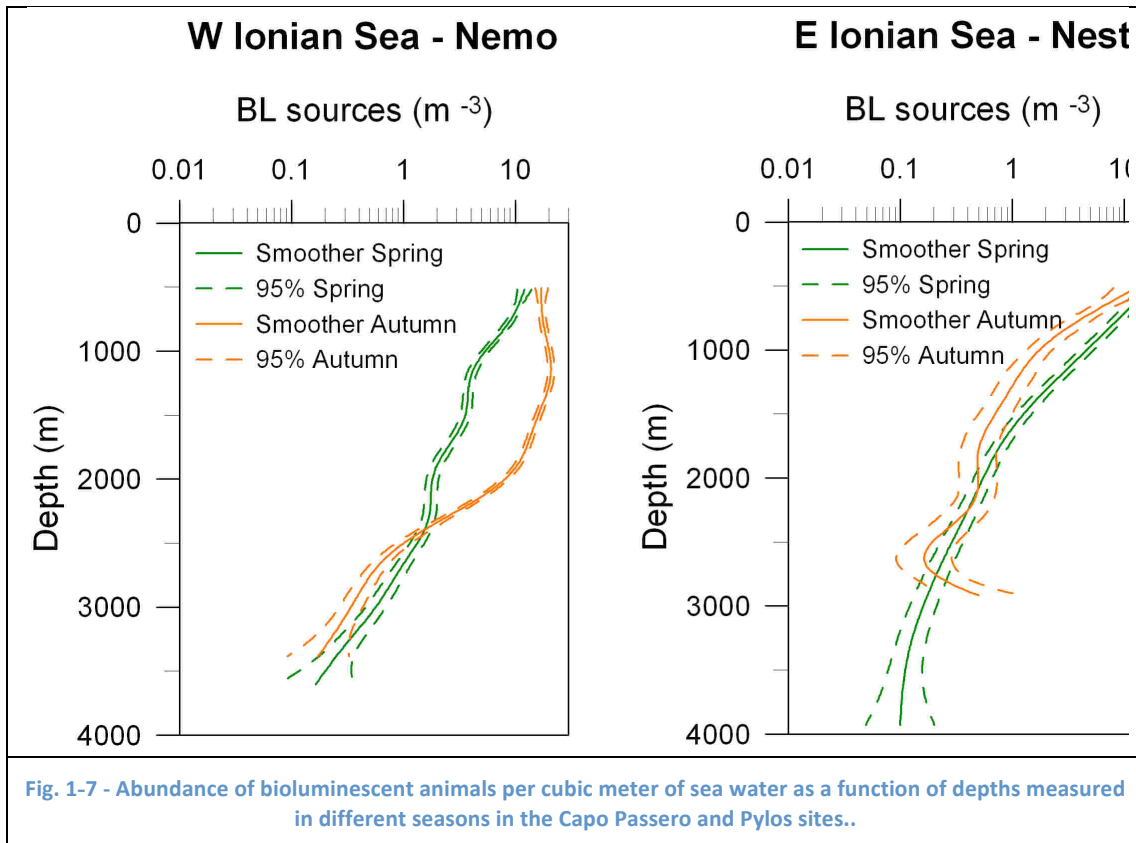 W Ionian Sea - Nemo
BL sources (m -3)
0.01 0.1 1 10
0
1000
2000
3000
4000
Depth (m)
Smoother Spring
95% Spring
Smoother Autumn
95% Autumn
E Ionian Sea - Nest
BL sources (m -3)
0.01 0.1 1 10
0
1000
2000
3000
4000
Depth (m)
Smoother Spring
95% Spring
Smoother Autumn
95% Autumn
Fig. 1-7 - Abundance of bioluminescent animals per cubic meter of sea water as a function of depths measured
in different seasons in the Capo Passero and Pylos sites..